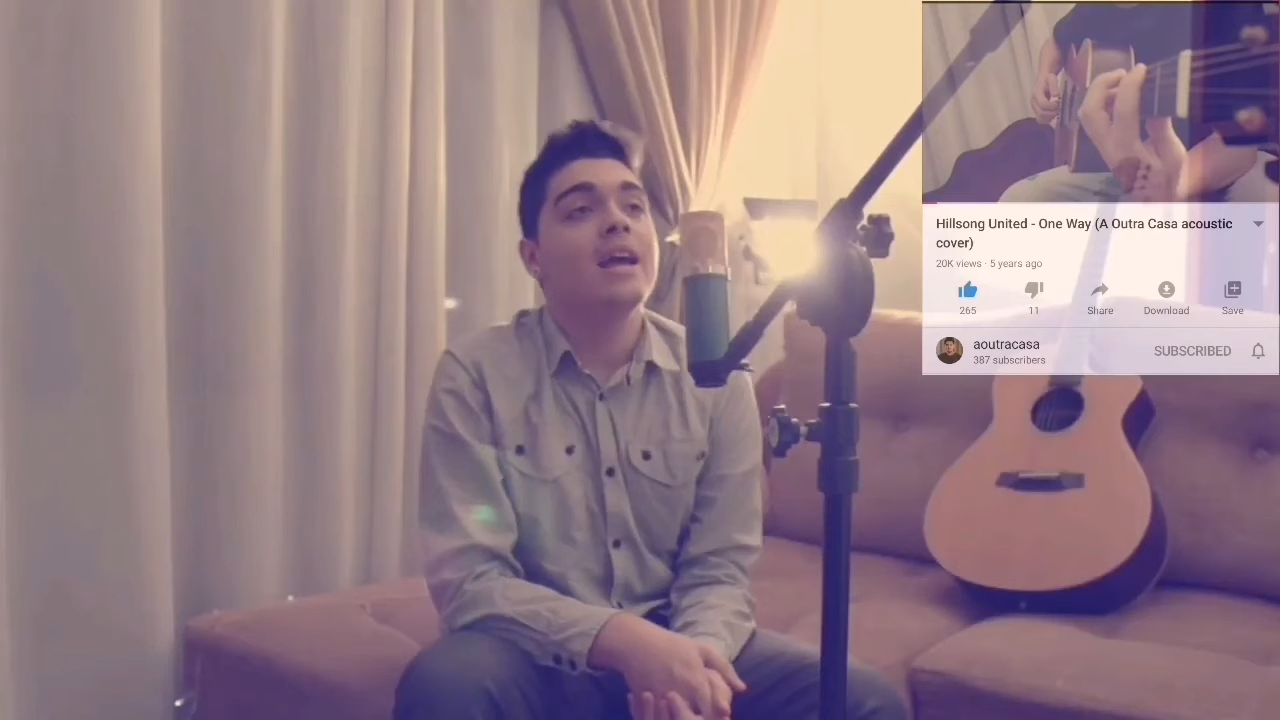 Hillsong United - One Way (A Outra Casa acoustic
cover)
20K views · 5 years ago
265
11
Share
Download
Save
aoutracasa
387 subscribers
SUBSCRIBED